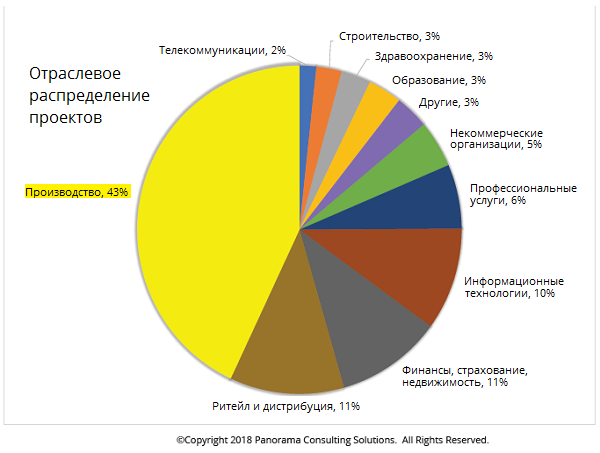 Отраслевое
распределение
проектов
Телекоммуникации, 2%
Строительство, 3%
Здравоохранение, 3%
Образование, 3%
Другие, 3%
Некоммерческие
организации, 5%
Профессиональные
услуги, 6%
Информационные
технологии, 10%
Финансы, страхование,
недвижимость, 11%
Ритейл и дистрибуция, 11%
Производство, 43%
©Copyright 2018 Panorama Consulting Solutions. All Rights Reserved.